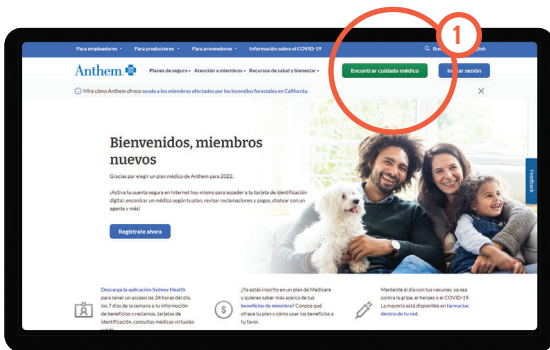 1
Para empleadores
Para productores
Para proveedores
Información sobre el COVID-19
Anthem
Planes de seguro
Atención a miembros
Recursos de salud y bienestar
Encontrar cuidado médico
sesión
Mira cómo Anthem ofrece ayuda a los miembros afectados por los incendios forestales en California.
Bienvenidos, miembros
nuevos
Gracias por elegir un plan médico de Anthem para 2022.
¡Activa tu cuenta segura en Internet hoy mismo para acceder a tu tarjeta de identificación
digital, encontrar un médico según tu plan, revisar reclamaciones y pagos, chatear con un
agente y más!
Regístrate ahora
Feedback
Descarga la aplicación Sydney Health
para tener un acceso las 24 horas del día,
los 7 días de la semana a tu información
de beneficios y reclamos, tarjetas de
identificación, consultas médicas virtuales
¿Ya estás inscrito en un plan de Medicare
y quieres saber más acerca de tus
beneficios de miembro? Conoce qué
ofrece tu plan y cómo usar los beneficios a
tu favor.
Mantente al día con tus vacunas, ya sea
contra la gripe, el herpes o el COVID-19.
La mayoría está disponible en farmacias
dentro de tu red.